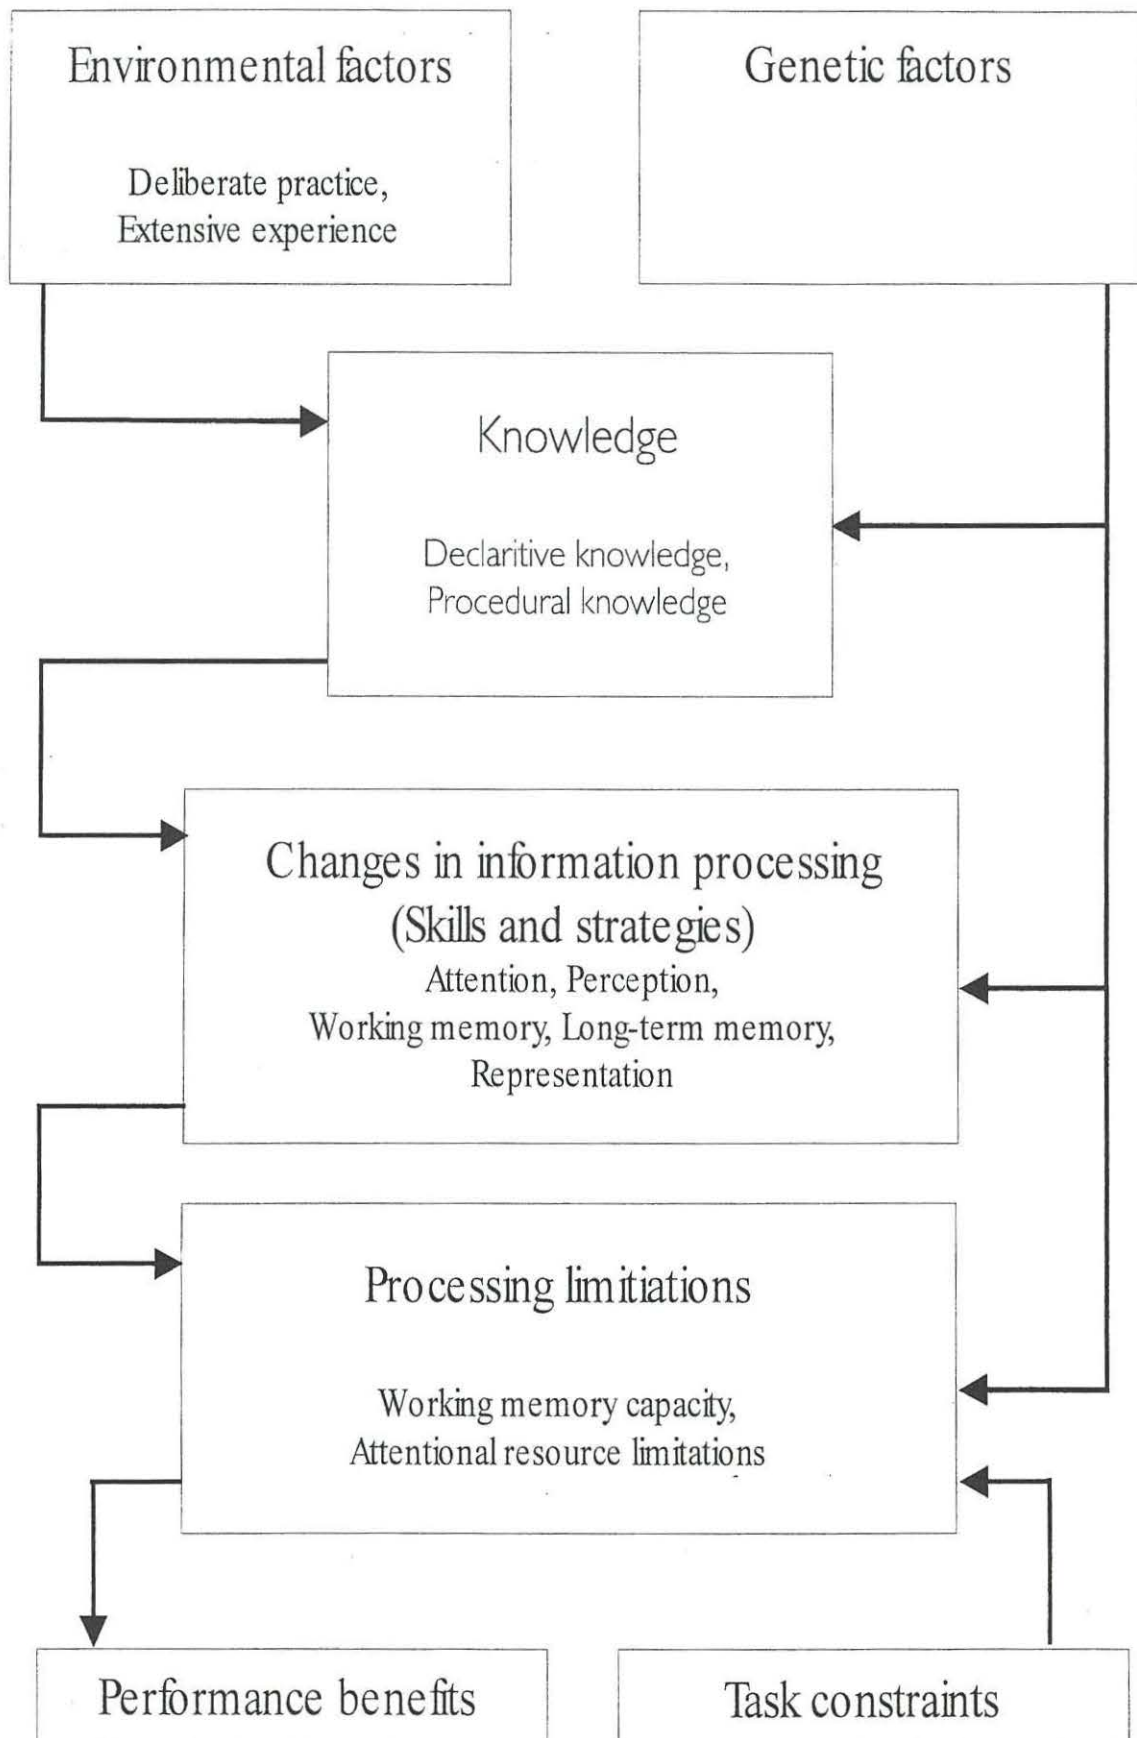 Environmental factors
Deliberate practice,
Extensive experience
Genetic factors
Knowledge
Declaritive knowledge,
Procedural knowledge
Changes in information processing
(Skills and strategies)
Attention, Perception,
Working memory, Long-term memory,
Representation
Processing limitiations
Working memory capacity,
Attentional resource limitations
Performance benefits
Task constraints